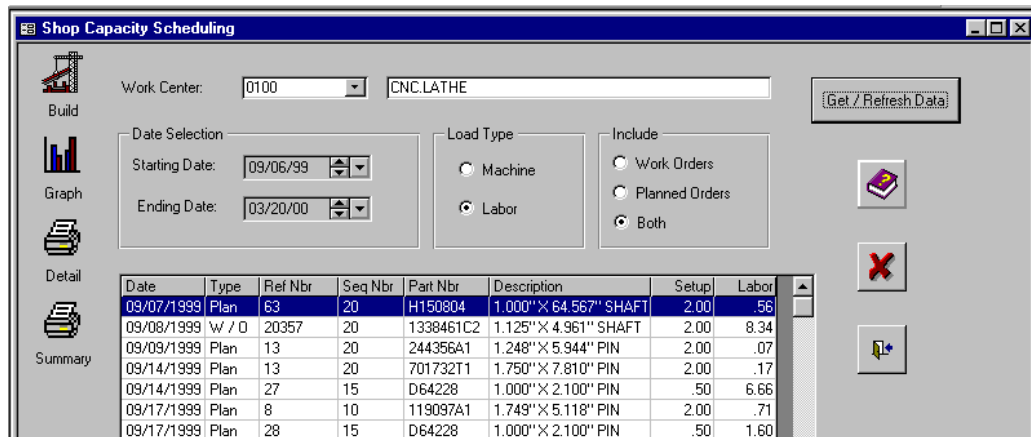 Shop Capacity Scheduling
Build
Graph
Detail
Summary
Work Center: 0100 CNC.LATHE
Get / Refresh Data
Date Selection
Starting Date: 09/06/99
Ending Date: 03/20/00
Load Type
Machine
Labor
Include
Work Orders
Planned Orders
Both
Date Type Ref Nbr Seq Nbr Part Nbr Description Setup Labor
09/07/1999 Plan 63 20 H150804 1.000" X 64.567" SHAFT 2.00 .56
09/08/1999 W / O 20357 20 1338461C2 1.125" X 4.961" SHAFT 2.00 8.34
09/09/1999 Plan 13 20 244356A1 1.248" X 5.944" PIN 2.00 .07
09/14/1999 Plan 13 20 701732T1 1.750" X 7.810" PIN 2.00 .17
09/14/1999 Plan 27 15 D64228 1.000" X 2.100" PIN .50 6.66
09/17/1999 Plan 8 10 119097A1 1.749" X 5.118" PIN 2.00 .71
09/17/1999 Plan 28 15 D64228 1.000" X 2.100" PIN .50 1.60